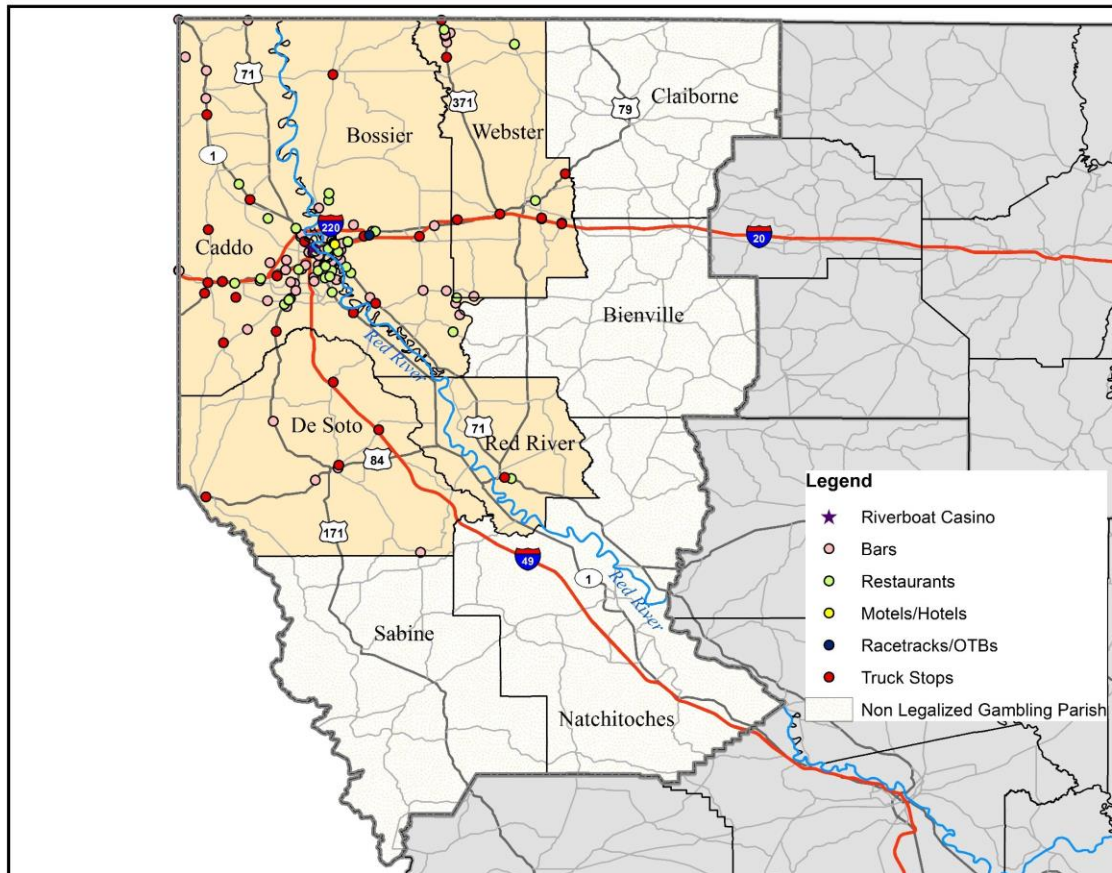 71
371
79
Claiborne
Bossier
Webster
1
220
Caddo
20
Bienville
Red River
71
De Soto
Red River
84
171
49
1
Red River
Sabine
Natchitoches
Legend
Riverboat Casino
Bars
Restaurants
Motels/Hotels
Racetracks/OTBs
Truck Stops
Non Legalized Gambling Parish